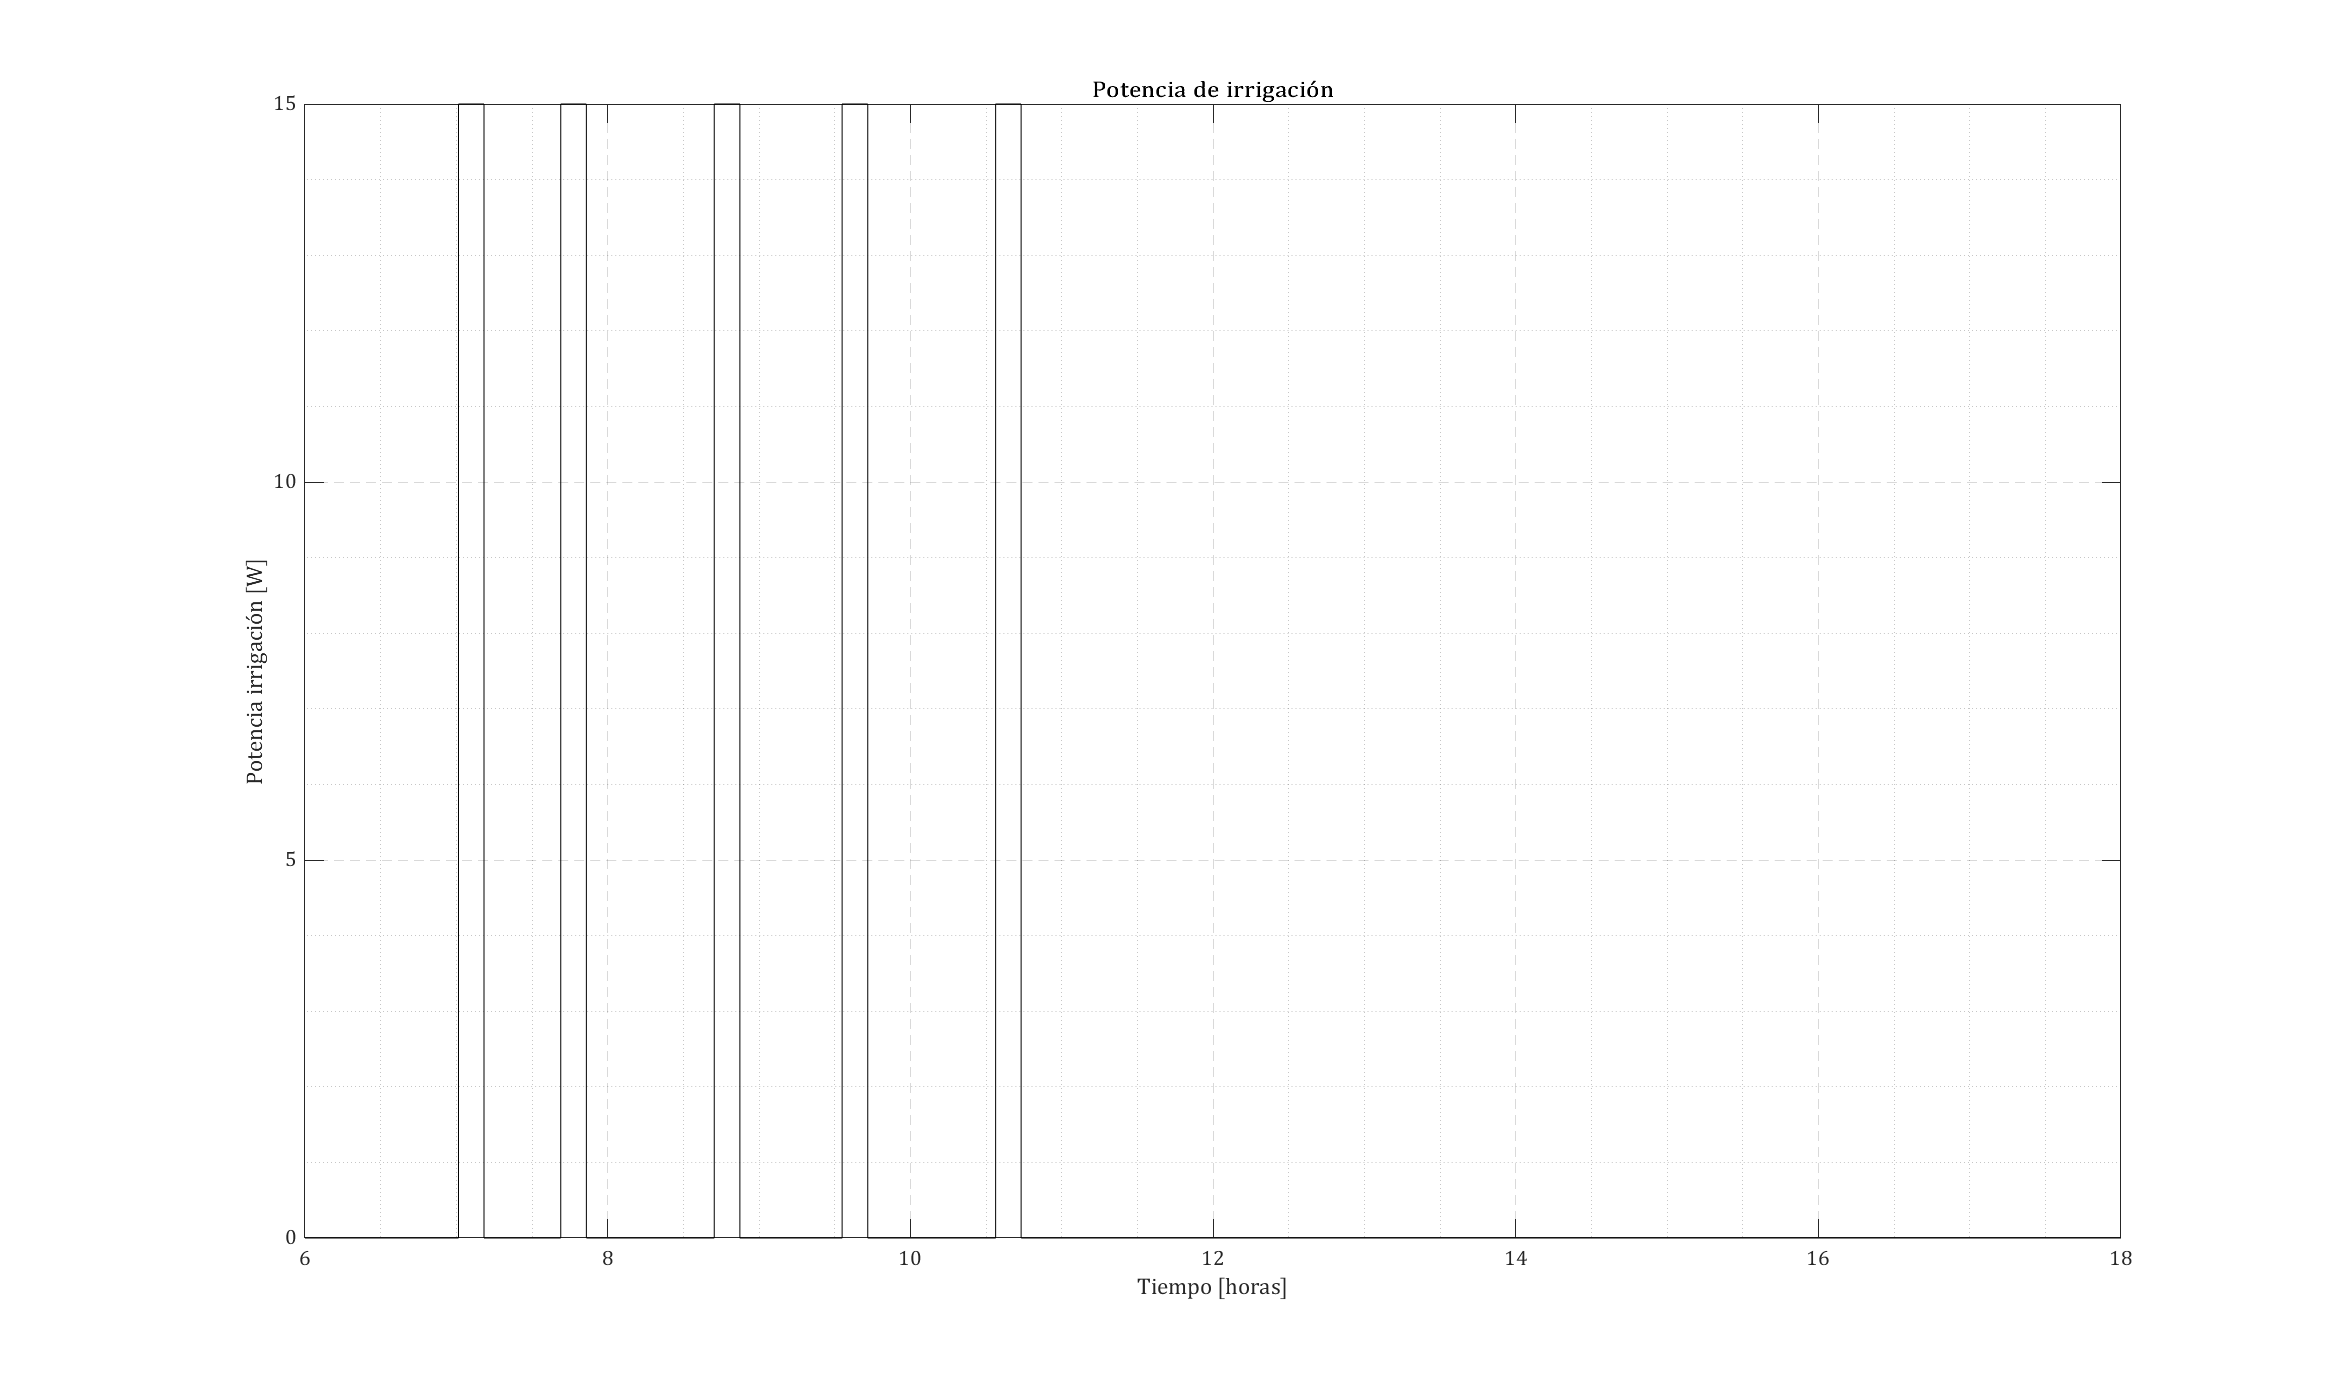 Potencia de irrigación
15
10
5
0
Potencia irrigación [W]
6 8 10 12 14 16 18
Tiempo [horas]